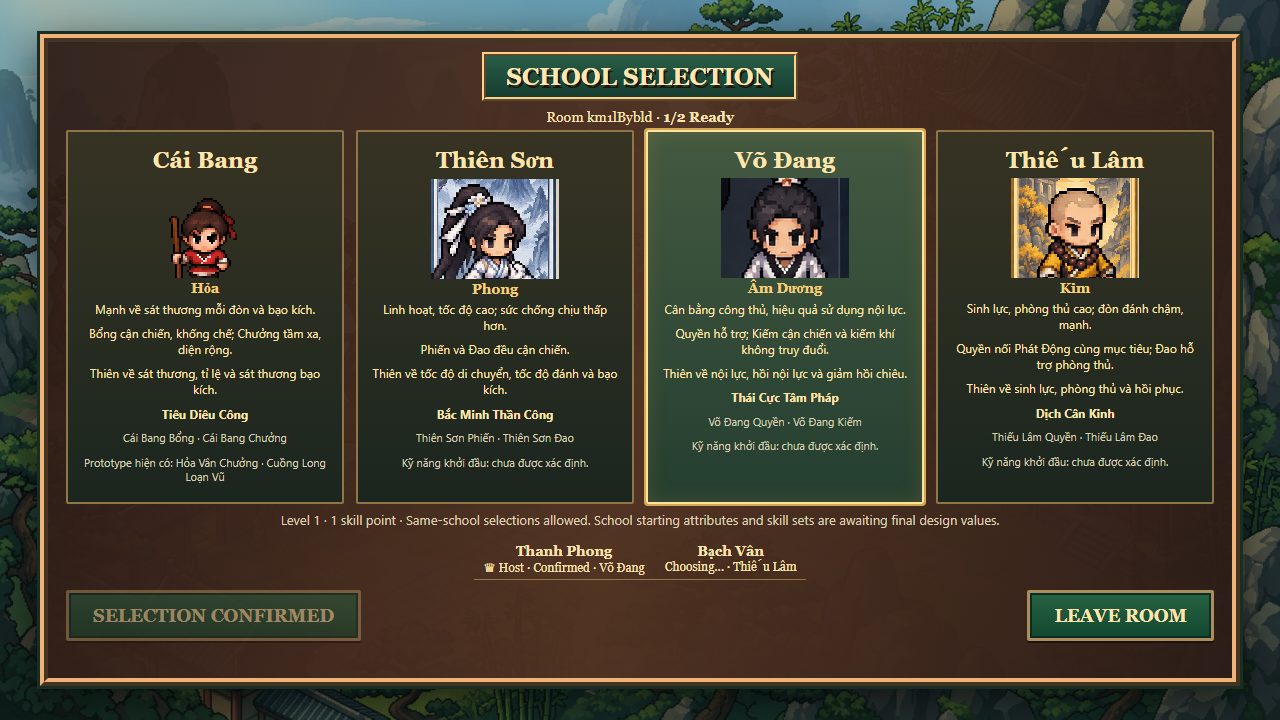 SCHOOL SELECTION
Room km1lBybld · 1/2 Ready
Cái Bang
Hỏa
Mạnh về sát thương mỗi đòn và bạo kích.
Bổng cận chiến, khống chế; Chưởng tầm xa,
diện rộng.
Thiên về sát thương, tỉ lệ và sát thương bạo
kích.
Tiêu Diêu Công
Cái Bang Bổng · Cái Bang Chưởng
Prototype hiện có: Hỏa Vân Chưởng · Cuồng Long
Loạn Vũ
Thiên Sơn
Phong
Linh hoạt, tốc độ cao; sức chống chịu thấp
hơn.
Phiến và Đao đều cận chiến.
Thiên về tốc độ di chuyển, tốc độ đánh và bạo
kích.
Bắc Minh Thần Công
Thiên Sơn Phiến · Thiên Sơn Đao
Kỹ năng khởi đầu: chưa được xác định.
Võ Đang
Âm Dương
Cân bằng công thủ, hiệu quả sử dụng nội lực.
Quyền hỗ trợ; Kiếm cận chiến và kiếm khí
không truy đuổi.
Thiên về nội lực, hồi nội lực và giảm hồi chiêu.
Thái Cực Tâm Pháp
Võ Đang Quyền · Võ Đang Kiếm
Kỹ năng khởi đầu: chưa được xác định.
Thiếu Lâm
Kim
Sinh lực, phòng thủ cao; đòn đánh chậm,
mạnh.
Quyền nối Phát Động cùng mục tiêu; Đao hỗ
trợ phòng thủ.
Thiên về sinh lực, phòng thủ và hồi phục.
Dịch Cân Kinh
Thiếu Lâm Quyền · Thiếu Lâm Đao
Kỹ năng khởi đầu: chưa được xác định.
Level 1 · 1 skill point · Same-school selections allowed. School starting attributes and skill sets are awaiting final design values.
Thanh Phong
♛ Host · Confirmed · Võ Đang
Bạch Vân
Choosing... · Thiếu Lâm
SELECTION CONFIRMED
LEAVE ROOM